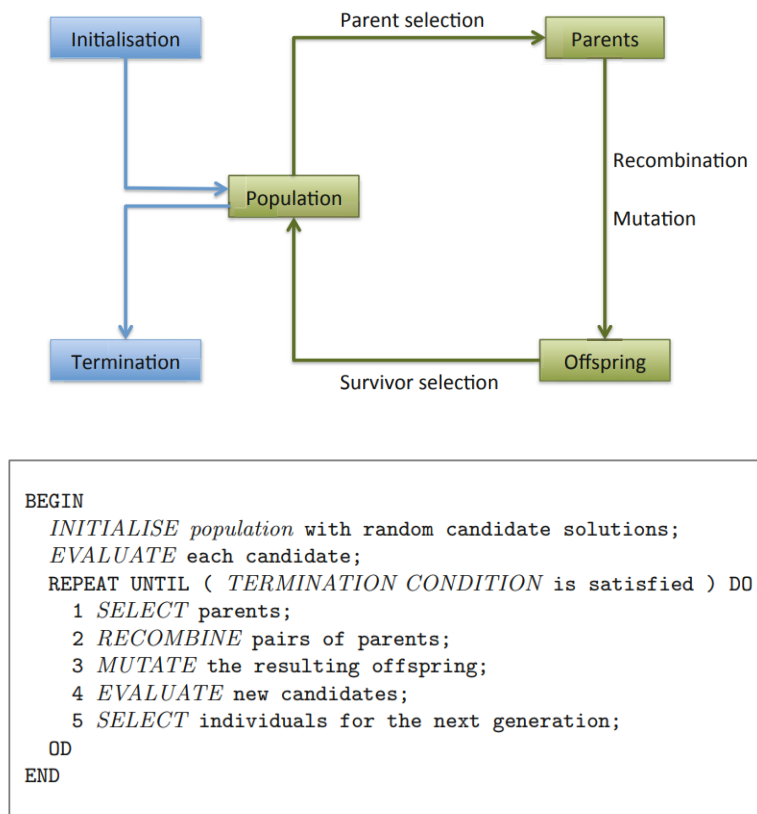 Parent selection
Initialisation
Parents
Recombination
Population
Mutation
Termination
Offspring
Survivor selection
BEGIN
INITIALISE population with random candidate solutions;
EVALUATE each candidate;
REPEAT UNTIL ( TERMINATION CONDITION is satisfied ) DO
1 SELECT parents;
2 RECOMBINE pairs of parents;
3 MUTATE the resulting offspring;
4 EVALUATE new candidates;
5 SELECT individuals for the next generation;
OD
END